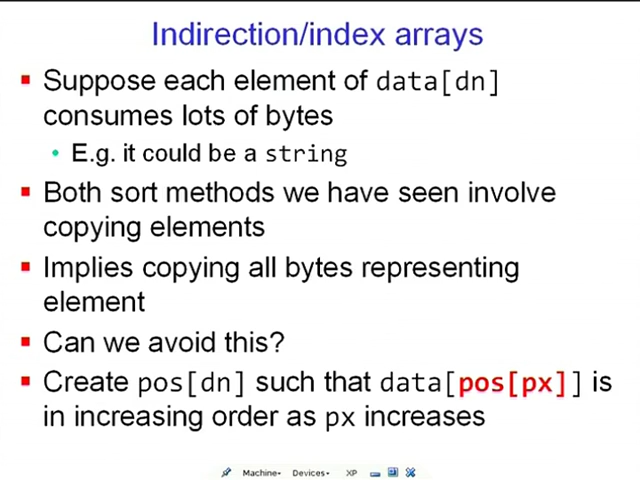 Indirection/index arrays
Suppose each element of data[dn]
consumes lots of bytes
E.g. it could be a string
Both sort methods we have seen involve
copying elements
Implies copying all bytes representing
element
Can we avoid this?
Create pos[dn] such that data[pos[px]] is
in increasing order as px increases
Machine Devices XP